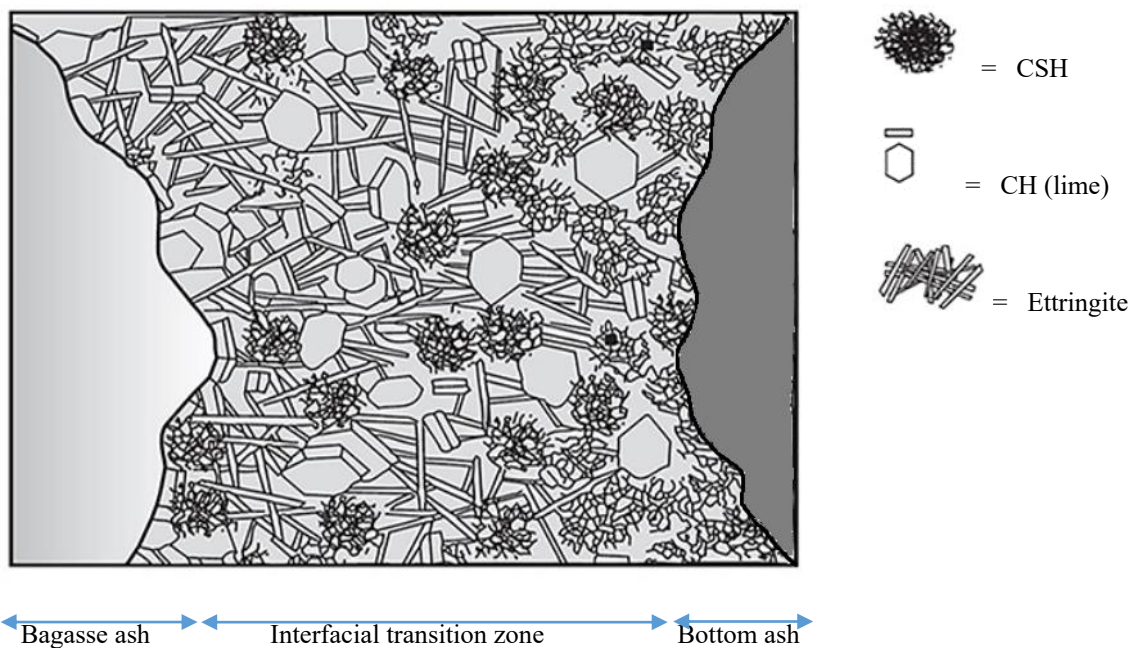 = CSH
= CH (lime)
= Ettringite
Bagasse ash
Interfacial transition zone
Bottom ash